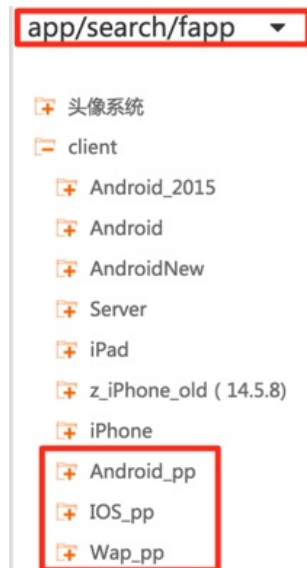 app/search/fapp
头像系统
client
Android_2015
Android
AndroidNew
Server
iPad
z_iPhone_old ( 14.5.8)
iPhone
Android_pp
IOS_pp
Wap_pp